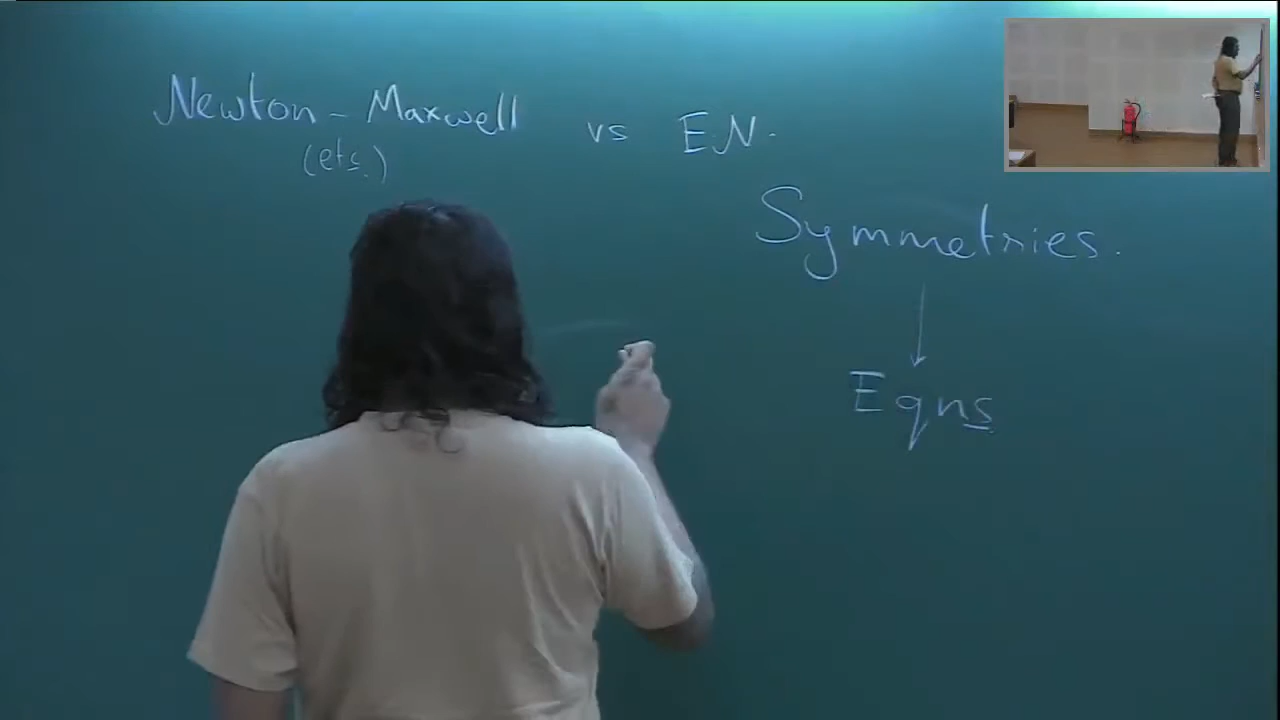 Newton - Maxwell vs E.N.
(etc.)
Symmetries.
↓
Eqns